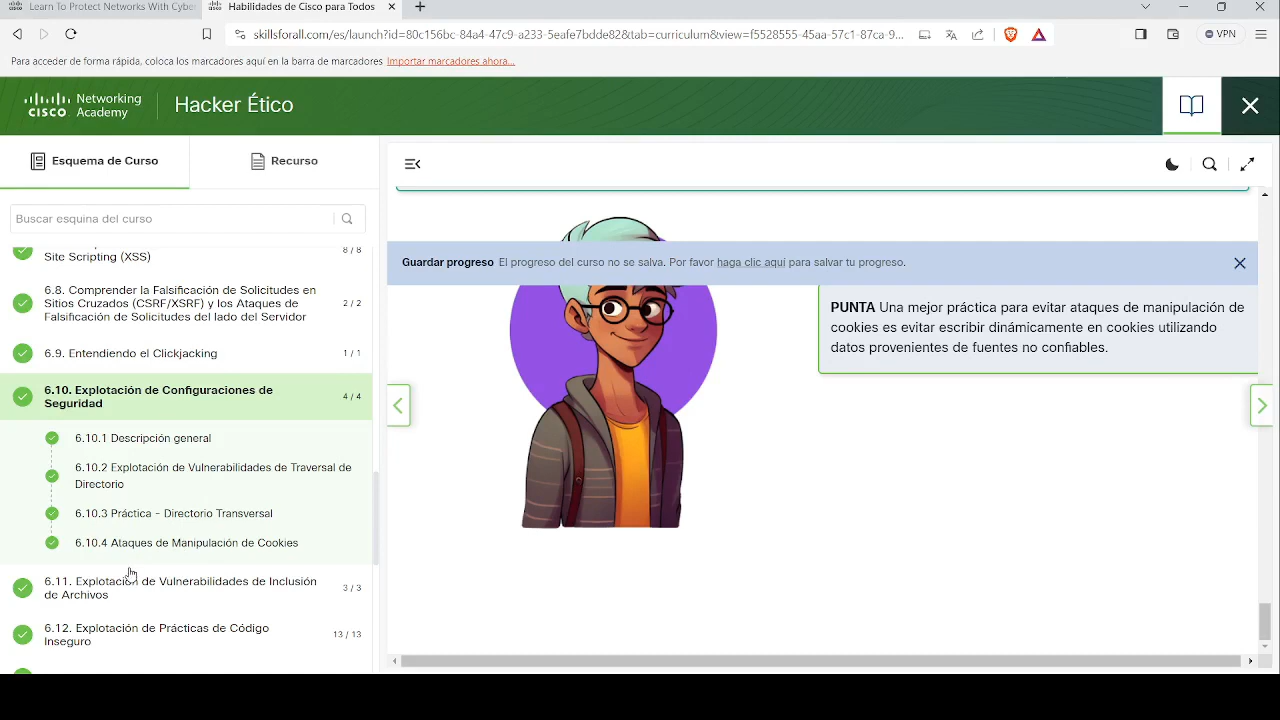 Learn To Protect Networks With Cyber
Habilidades de Cisco para Todos
skillsforall.com/es/launch?id=80c156bc-84a4-47c9-a233-5eafe7bdde82&tab=curriculum&view=f5528555-45aa-57c1-87ca-9...
VPN
Para acceder de forma rápida, coloca los marcadores aquí en la barra de marcadores Importar marcadores ahora...
cisco Networking Academy
Hacker Ético
Esquema de Curso
Recurso
Buscar esquina del curso
Site Scripting (XSS)
8 / 8
6.8. Comprender la Falsificación de Solicitudes en
Sitios Cruzados (CSRF/XSRF) y los Ataques de
Falsificación de Solicitudes del lado del Servidor
2 / 2
6.9. Entendiendo el Clickjacking
1 / 1
6.10. Explotación de Configuraciones de
Seguridad
4 / 4
6.10.1 Descripción general
6.10.2 Explotación de Vulnerabilidades de Traversal de
Directorio
6.10.3 Práctica - Directorio Transversal
6.10.4 Ataques de Manipulación de Cookies
6.11. Explotación de Vulnerabilidades de Inclusión
de Archivos
3 / 3
6.12. Explotación de Prácticas de Código
Inseguro
13 / 13
Guardar progreso El progreso del curso no se salva. Por favor haga clic aquí para salvar tu progreso.
PUNTA Una mejor práctica para evitar ataques de manipulación de
cookies es evitar escribir dinámicamente en cookies utilizando
datos provenientes de fuentes no confiables.